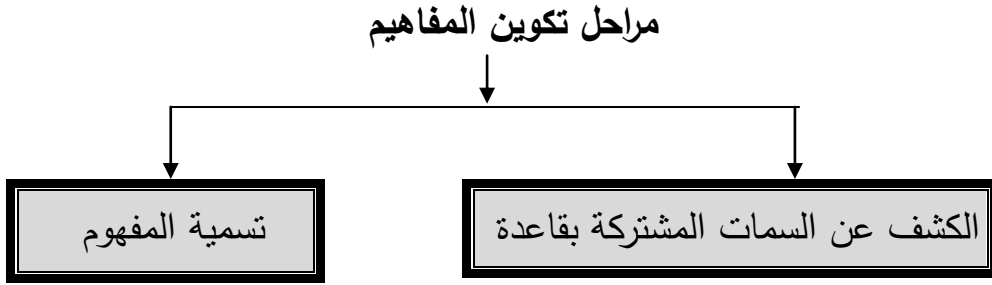 مراحل تكوين المفاهيم
الكشف عن السمات المشتركة بقاعدة
تسمية المفهوم